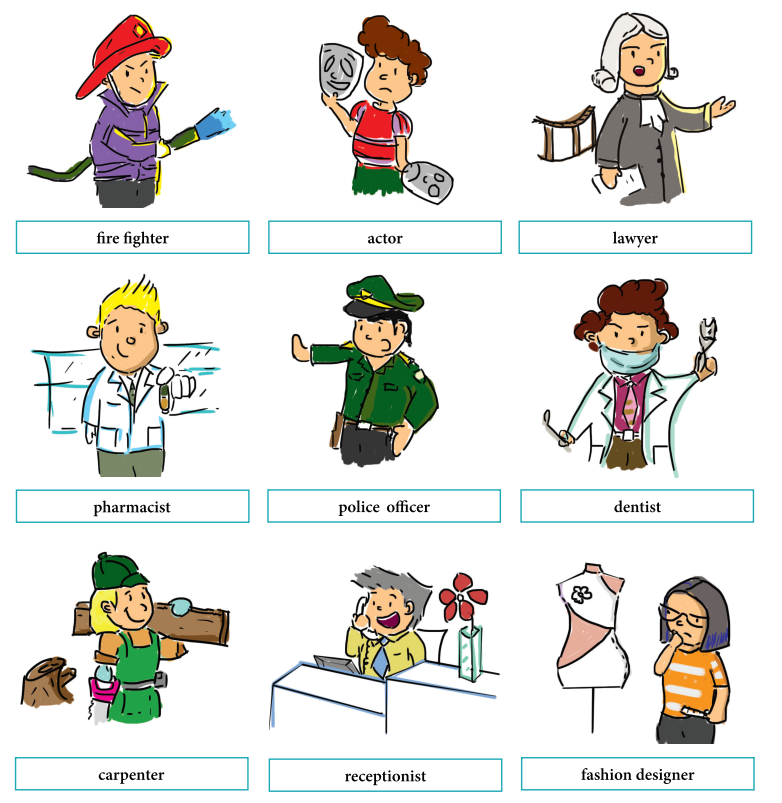 fire fighter
actor
lawyer
pharmacist
police officer
dentist
carpenter
receptionist
fashion designer